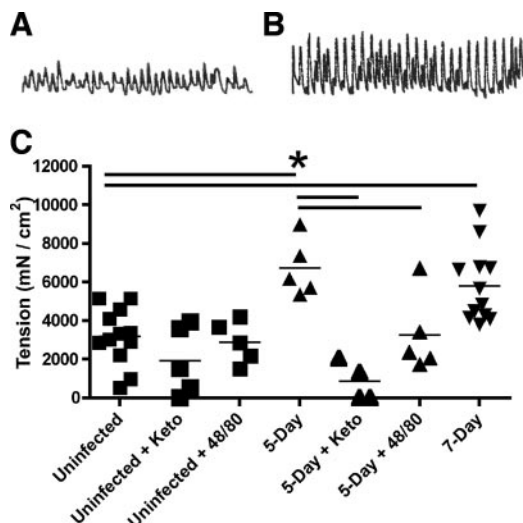 A
B
C
*
12000
10000
8000
6000
4000
2000
0
Tension (mN / cm²)
Uninfected
Uninfected + Keto
Uninfected + 48/80
5-Day
5-Day + Keto
5-Day + 48/80
7-Day